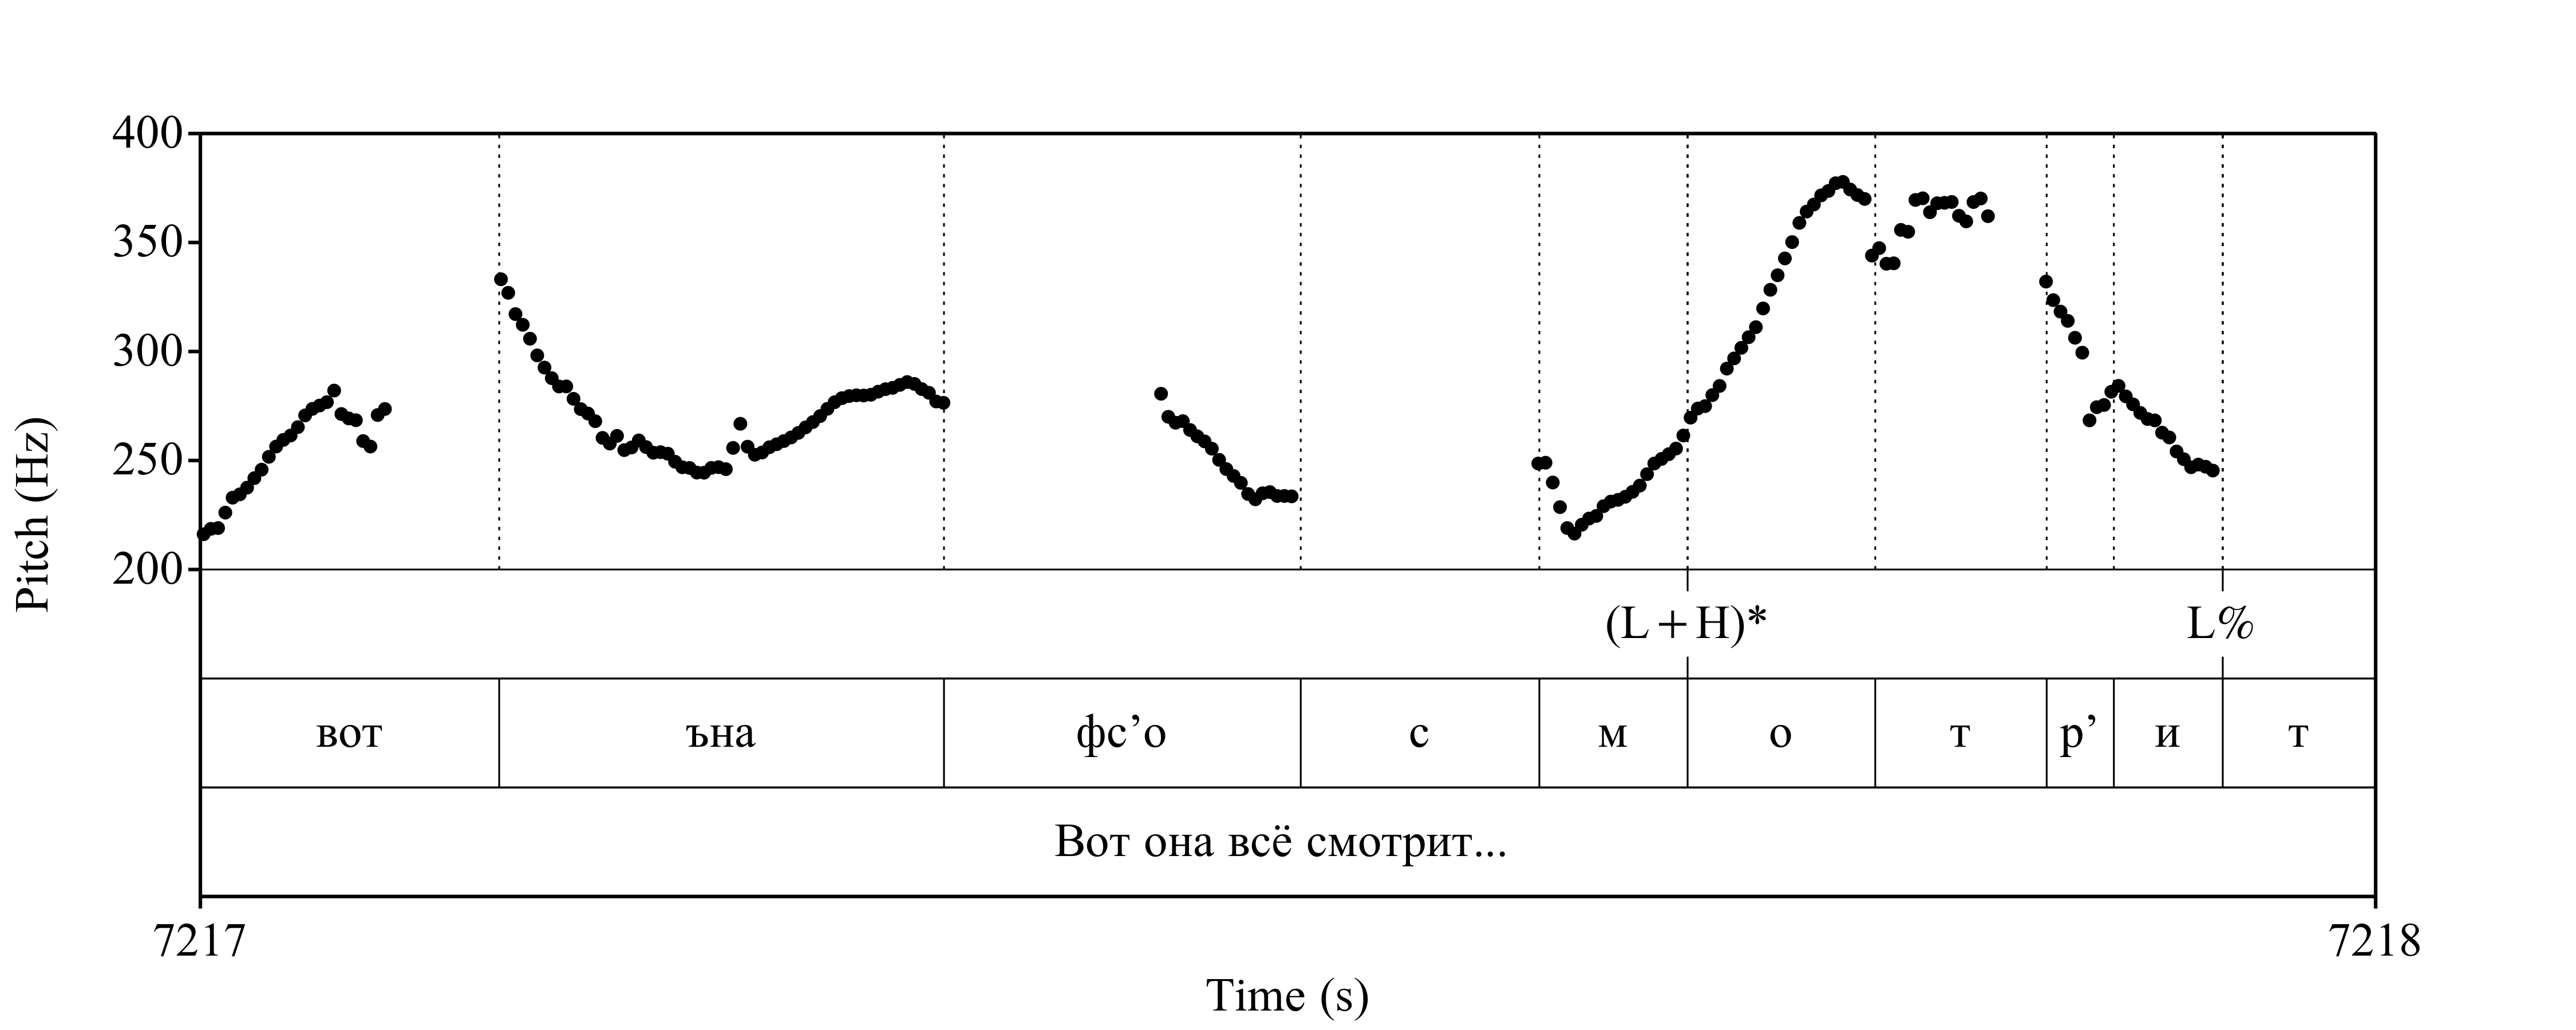 400
350
300
250
200
Pitch (Hz)
(L + H)* L%
вот ъна фс’о с м о т р’ и т
Вот она всё смотрит...
7217 7218
Time (s)